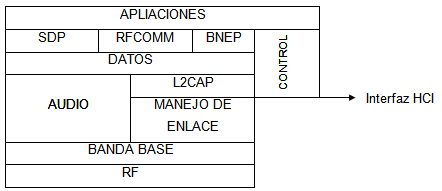 APLIACIONES
SDP RFCOMM BNEP
CONTROL
DATOS
L2CAP
AUDIO
MANEJO DE
ENLACE
Interfaz HCI
BANDA BASE
RF